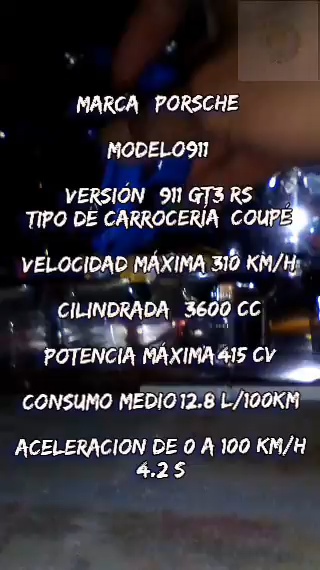 MARCA PORSCHE
MODELO911
VERSIÓN 911 GT3 RS
TIPO DE CARROCERÍA COUPÉ
VELOCIDAD MÁXIMA 310 KM/H
CILINDRADA 3600 CC
POTENCIA MÁXIMA 415 CV
CONSUMO MEDIO 12.8 L/100KM
ACELERACION DE 0 A 100 KM/H
4.2 S